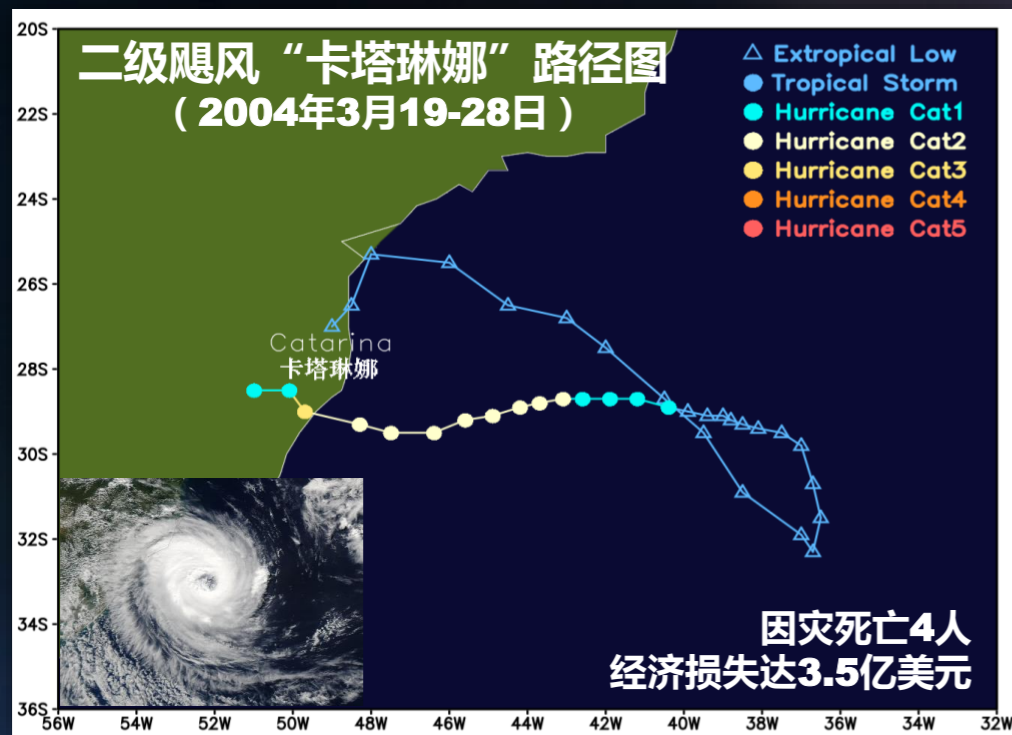 二级飓风“卡塔琳娜”路径图
（2004年3月19-28日）
Extropical Low
Tropical Storm
Hurricane Cat1
Hurricane Cat2
Hurricane Cat3
Hurricane Cat4
Hurricane Cat5
20S
22S
24S
26S
28S
30S
32S
34S
36S
Catarina
卡塔琳娜
因灾死亡4人
经济损失达3.5亿美元
56W 54W 52W 50W 48W 46W 44W 42W 40W 38W 36W 34W 32W